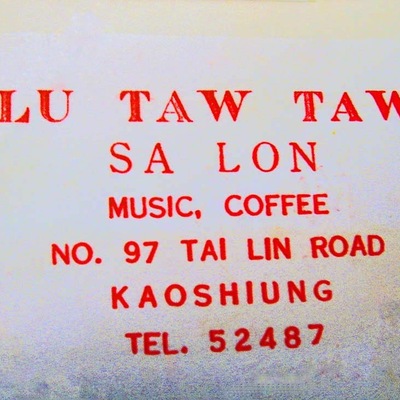 LU TAW TAW
SA LON
MUSIC, COFFEE
NO. 97 TAI LIN ROAD
KAOSHIUNG
TEL. 52487